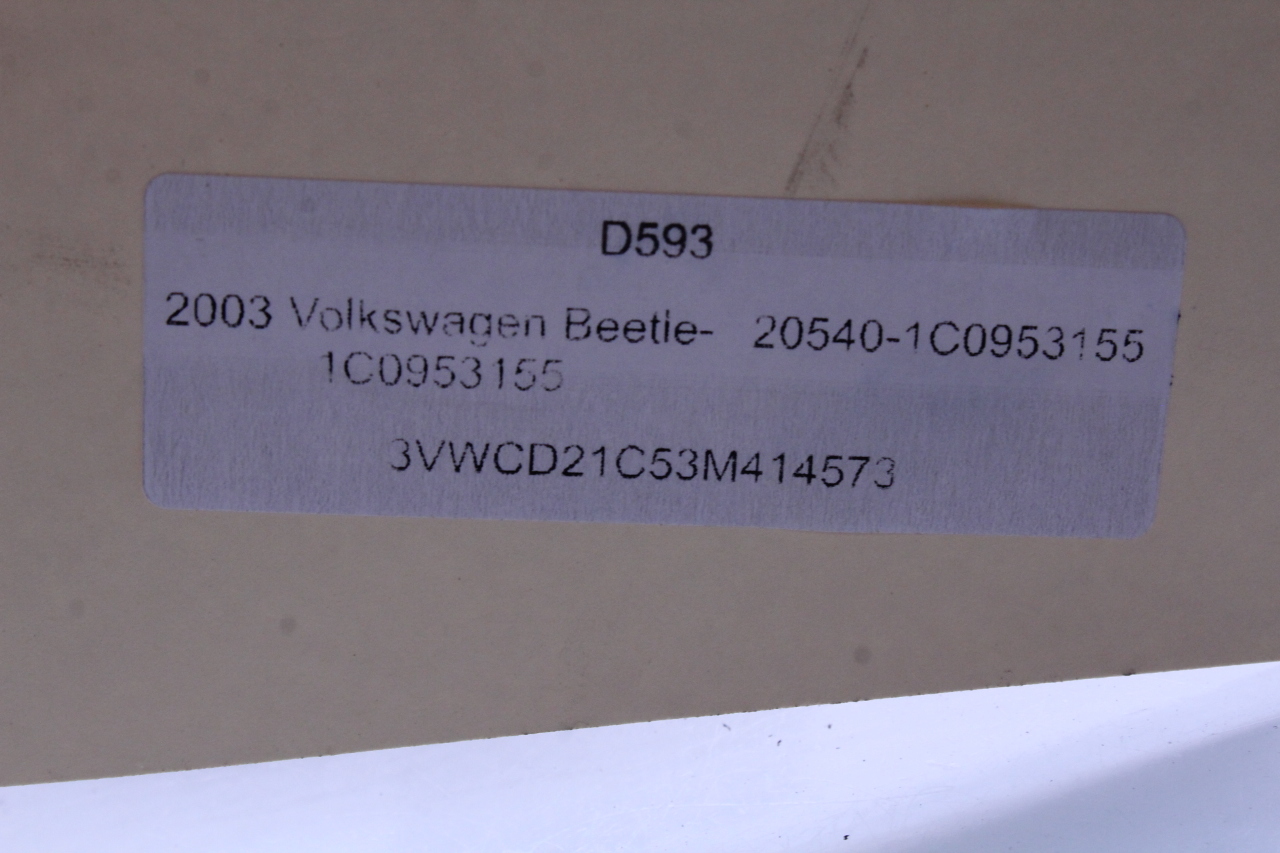 D593
2003 Volkswagen Beetle- 20540-1C0953155
1C0953155
3VWCD21C53M414573